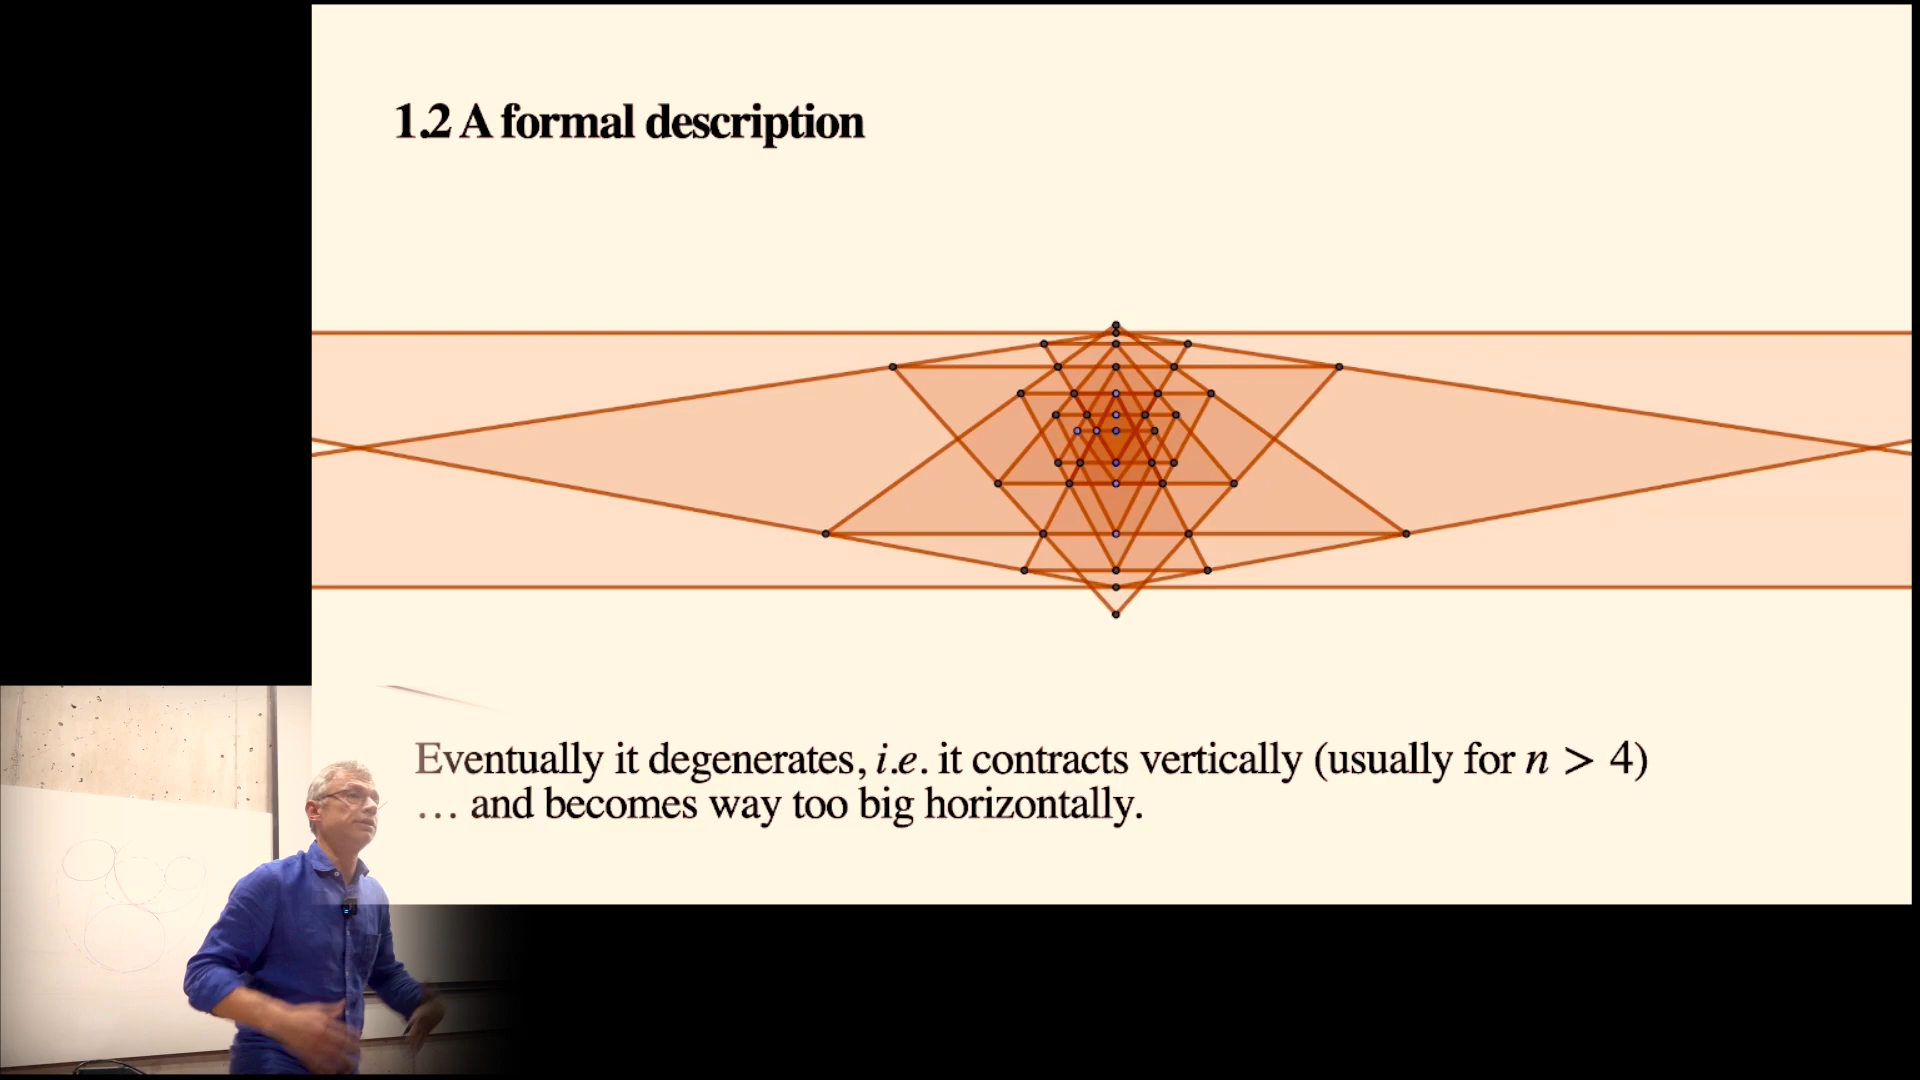 1.2 A formal description
Eventually it degenerates, i.e. it contracts vertically (usually for n > 4)
… and becomes way too big horizontally.